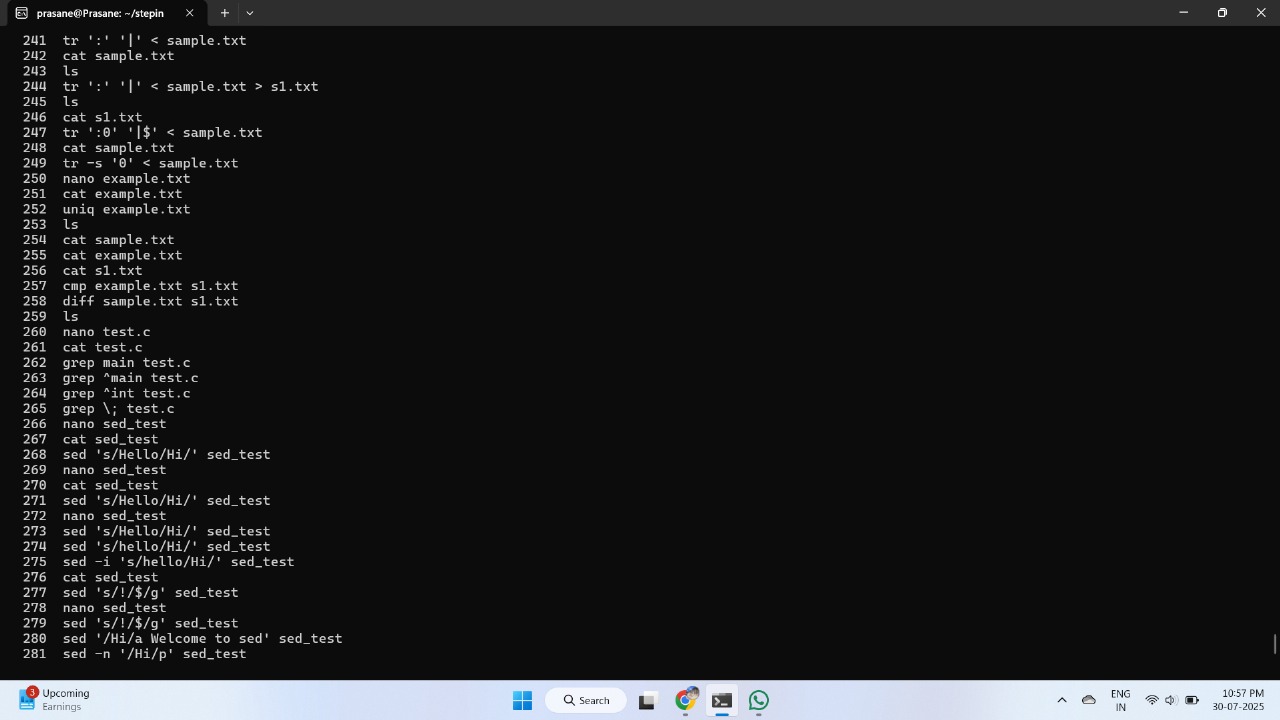 prasane@Prasane: ~/stepin
241 tr ':' '|' < sample.txt
242 cat sample.txt
243 ls
244 tr ':' '|' < sample.txt > s1.txt
245 ls
246 cat s1.txt
247 tr ':0' '|$' < sample.txt
248 cat sample.txt
249 tr -s '0' < sample.txt
250 nano example.txt
251 cat example.txt
252 uniq example.txt
253 ls
254 cat sample.txt
255 cat example.txt
256 cat s1.txt
257 cmp example.txt s1.txt
258 diff sample.txt s1.txt
259 ls
260 nano test.c
261 cat test.c
262 grep main test.c
263 grep ^main test.c
264 grep ^int test.c
265 grep \; test.c
266 nano sed_test
267 cat sed_test
268 sed 's/Hello/Hi/' sed_test
269 nano sed_test
270 cat sed_test
271 sed 's/Hello/Hi/' sed_test
272 nano sed_test
273 sed 's/Hello/Hi/' sed_test
274 sed 's/hello/Hi/' sed_test
275 sed -i 's/hello/Hi/' sed_test
276 cat sed_test
277 sed 's/!/$/g' sed_test
278 nano sed_test
279 sed 's/!/$/g' sed_test
280 sed '/Hi/a Welcome to sed' sed_test
281 sed -n '/Hi/p' sed_test
3
Upcoming
Earnings
Search
ENG
IN
10:57 PM
30-07-2025